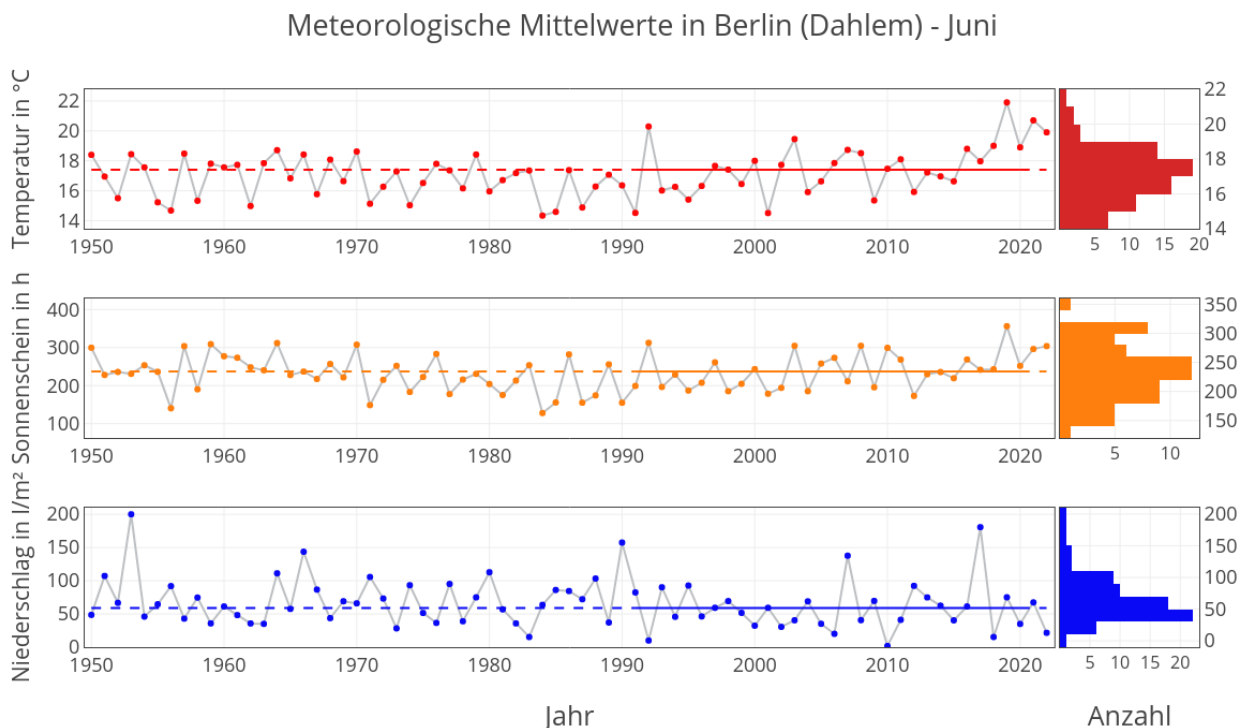 Meteorologische Mittelwerte in Berlin (Dahlem) - Juni
Temperatur in °C
22
20
18
16
14
1950 1960 1970 1980 1990 2000 2010 2020
22
20
18
16
14
5 10 15 20
Sonnenschein in h
400
300
200
100
1950 1960 1970 1980 1990 2000 2010 2020
350
300
250
200
150
5 10
Niederschlag in l/m²
200
150
100
50
0
1950 1960 1970 1980 1990 2000 2010 2020
200
150
100
50
0
5 10 15 20
Jahr
Anzahl